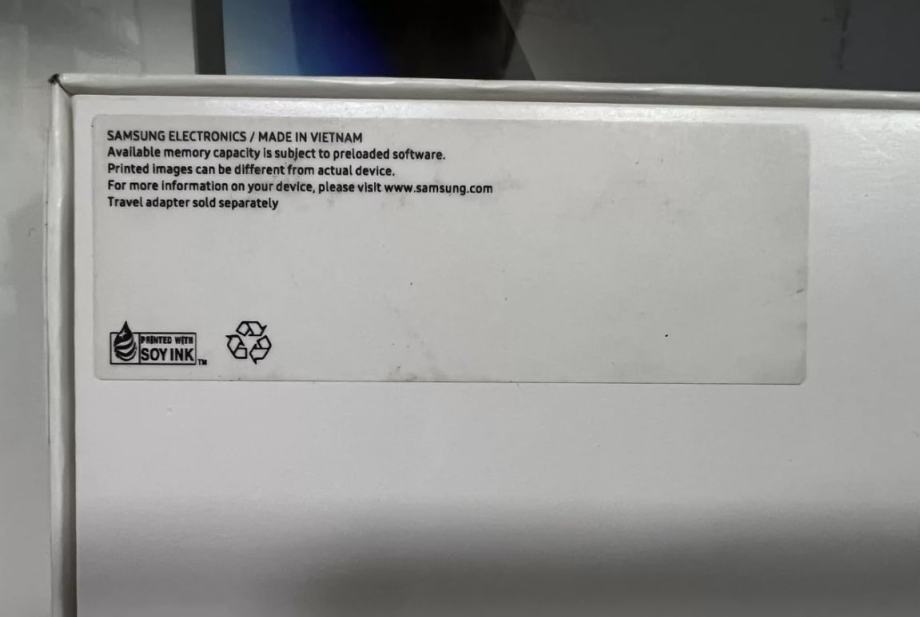 SAMSUNG ELECTRONICS / MADE IN VIETNAM
Available memory capacity is subject to preloaded software.
Printed images can be different from actual device.
For more information on your device, please visit www.samsung.com
Travel adapter sold separately
PRINTED WITH
SOY INK™